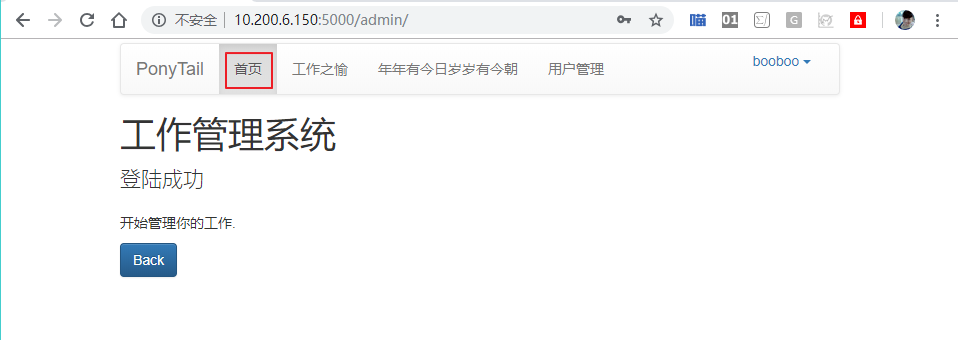 不安全 10.200.6.150:5000/admin/
PonyTail 首页 工作之愉 年年有今日岁岁有今朝 用户管理 booboo
工作管理系统
登陆成功
开始管理你的工作.
Back